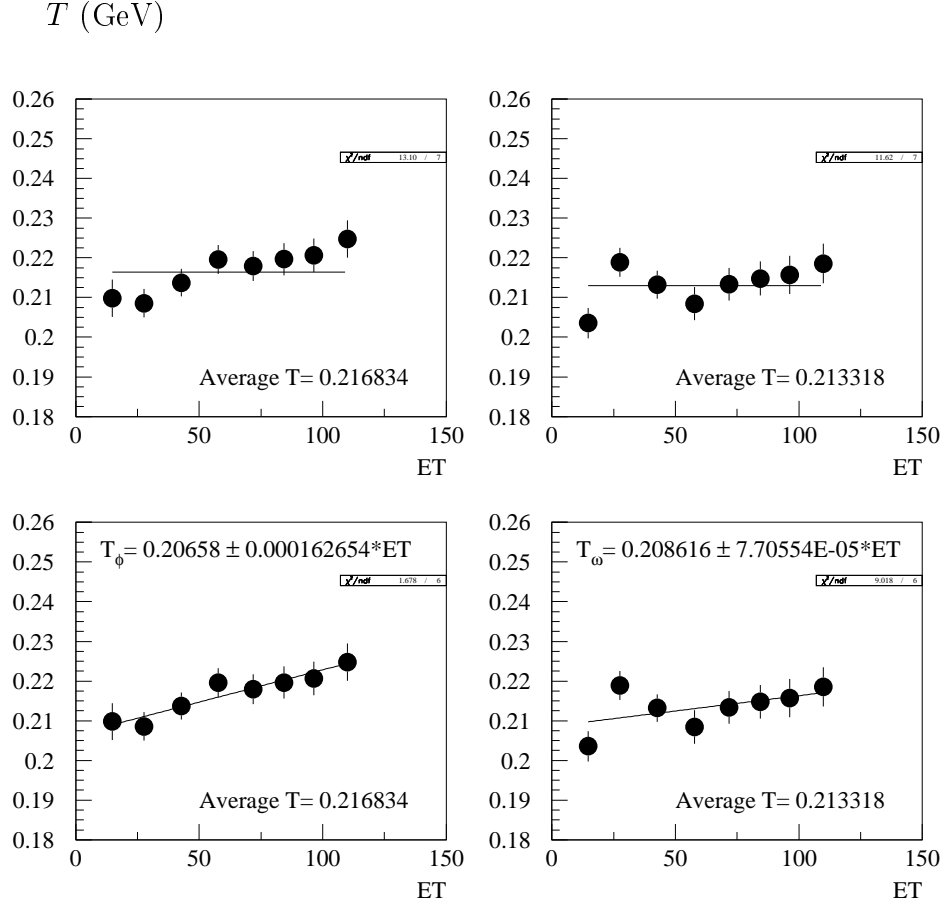 T (GeV)
0.26
0.25
0.24
0.23
0.22
0.21
0.2
0.19
0.18
χ²/ndf 13.10 / 7
Average T= 0.216834
0 50 100 150
ET
0.26
0.25
0.24
0.23
0.22
0.21
0.2
0.19
0.18
χ²/ndf 11.62 / 7
Average T= 0.213318
0 50 100 150
ET
0.26
0.25
0.24
0.23
0.22
0.21
0.2
0.19
0.18
Tϕ= 0.20658 ± 0.000162654*ET
χ²/ndf 1.678 / 6
Average T= 0.216834
0 50 100 150
ET
0.26
0.25
0.24
0.23
0.22
0.21
0.2
0.19
0.18
Tω= 0.208616 ± 7.70554E-05*ET
χ²/ndf 9.018 / 6
Average T= 0.213318
0 50 100 150
ET